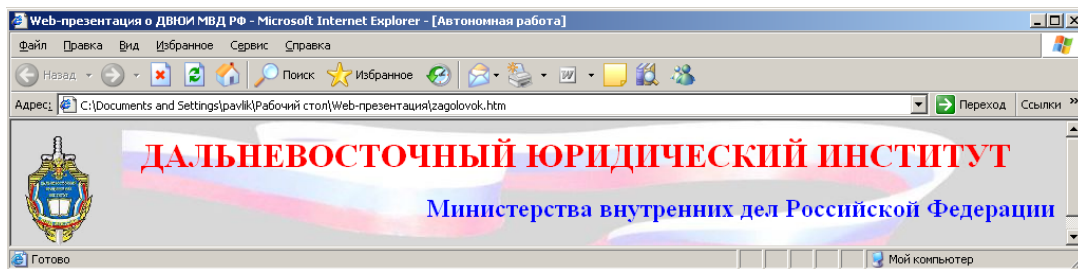 Web-презентация о ДВЮИ МВД РФ - Microsoft Internet Explorer - [Автономная работа]
Файл Правка Вид Избранное Сервис Справка
Назад Поиск Избранное
Адрес: C:\Documents and Settings\pavlik\Рабочий стол\Web-презентация\zagolovok.htm Переход Ссылки »
ДАЛЬНЕВОСТОЧНЫЙ ЮРИДИЧЕСКИЙ ИНСТИТУТ
Министерства внутренних дел Российской Федерации
Готово Мой компьютер